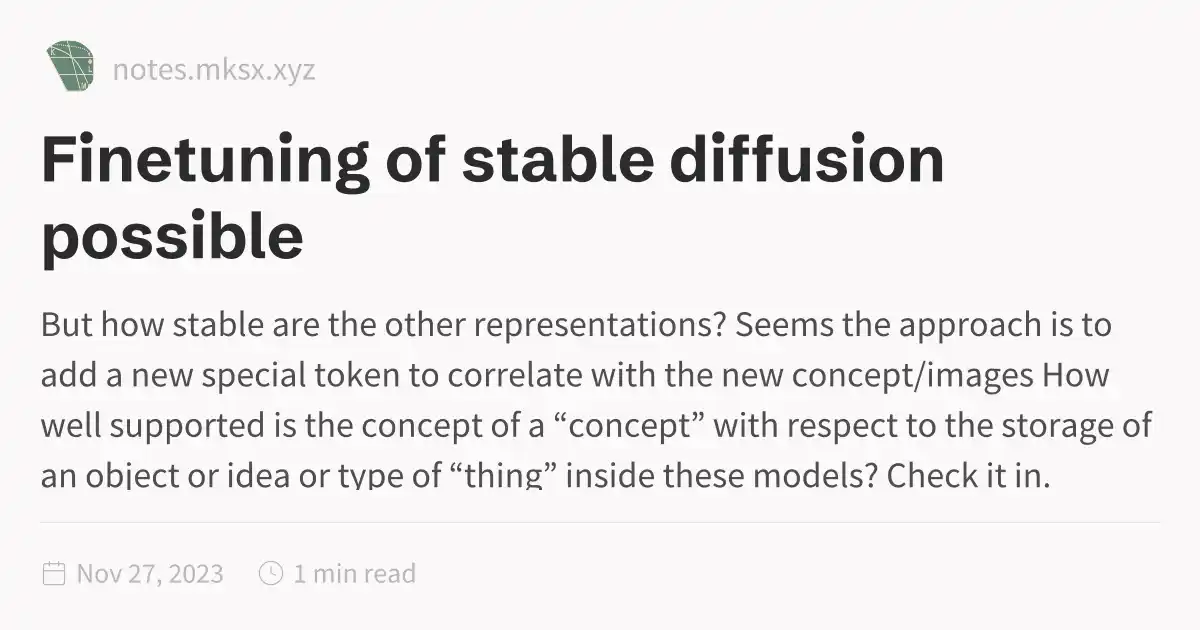 notes.mksx.xyz
Finetuning of stable diffusion
possible
But how stable are the other representations? Seems the approach is to
add a new special token to correlate with the new concept/images How
well supported is the concept of a “concept” with respect to the storage of
an object or idea or type of “thing” inside these models? Check it in.
Nov 27, 2023
1 min read